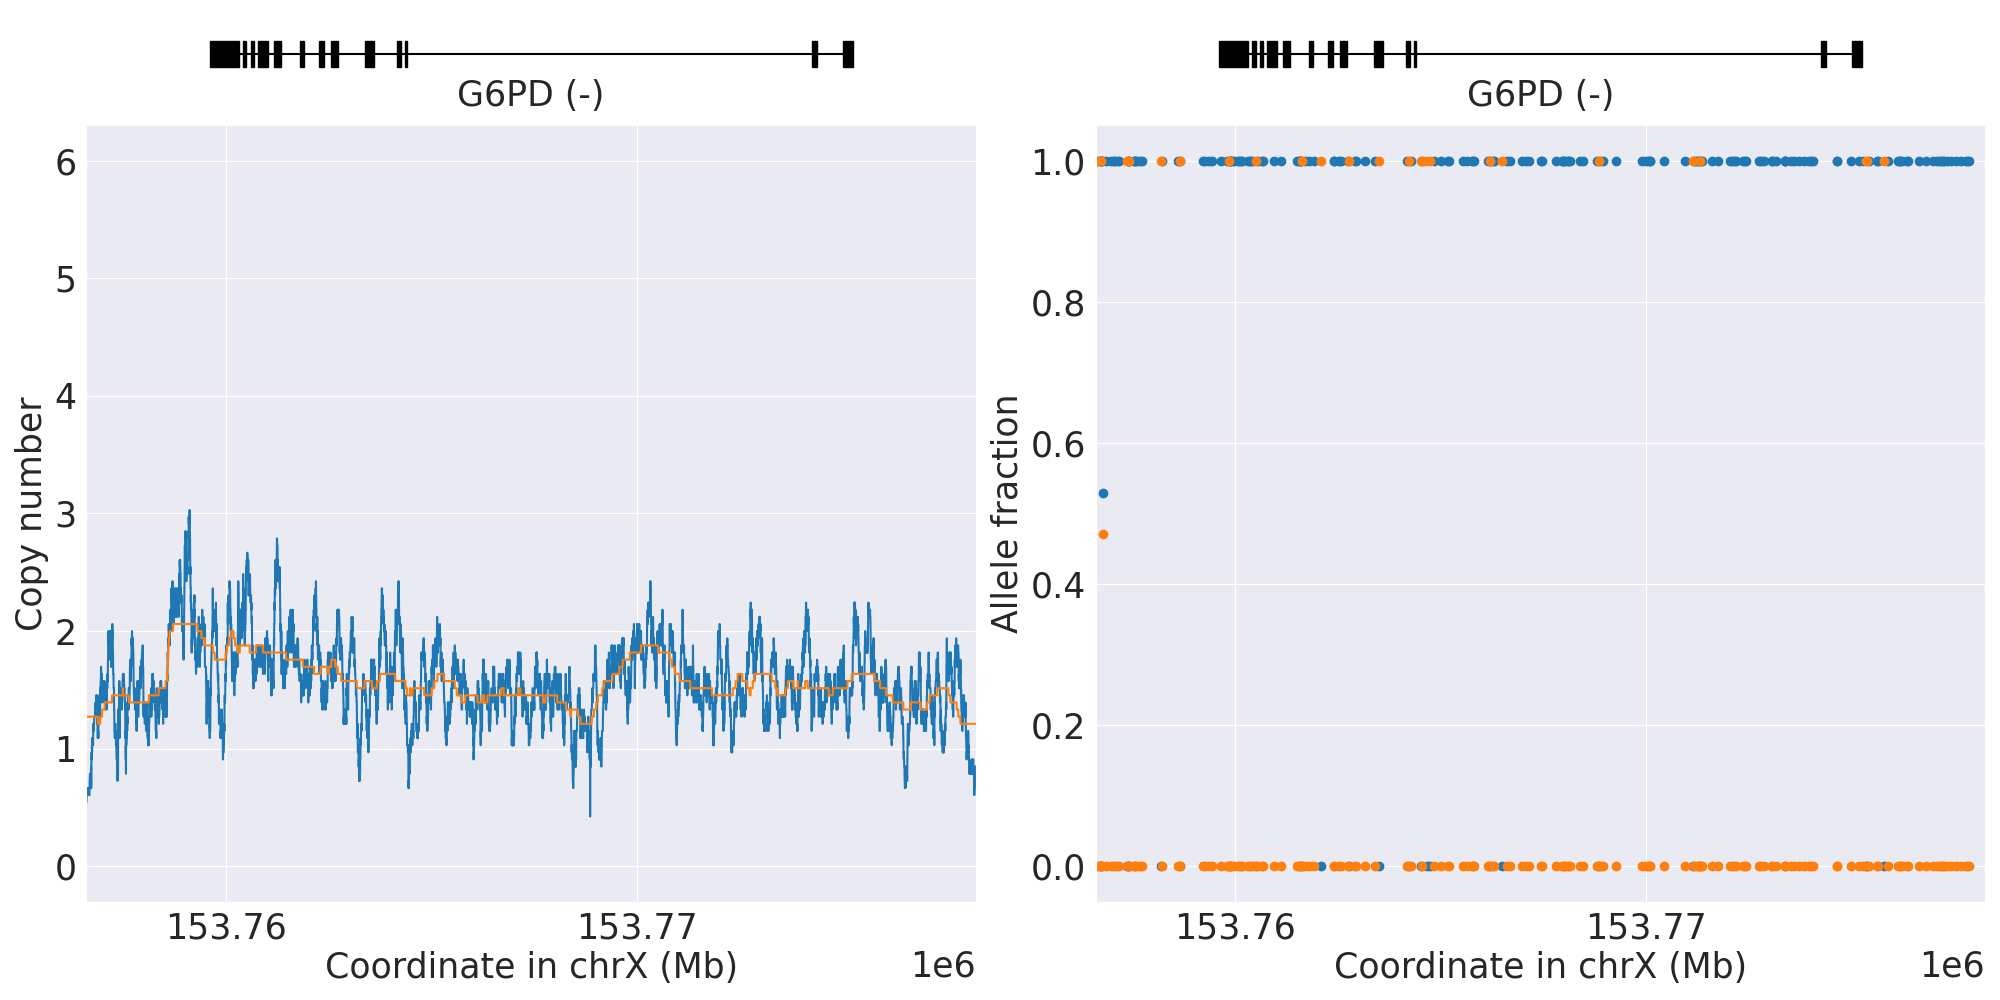 G6PD (-)
G6PD (-)
Copy number
6
5
4
3
2
1
0
153.76
153.77
Coordinate in chrX (Mb)
1e6
Allele fraction
1.0
0.8
0.6
0.4
0.2
0.0
153.76
153.77
Coordinate in chrX (Mb)
1e6